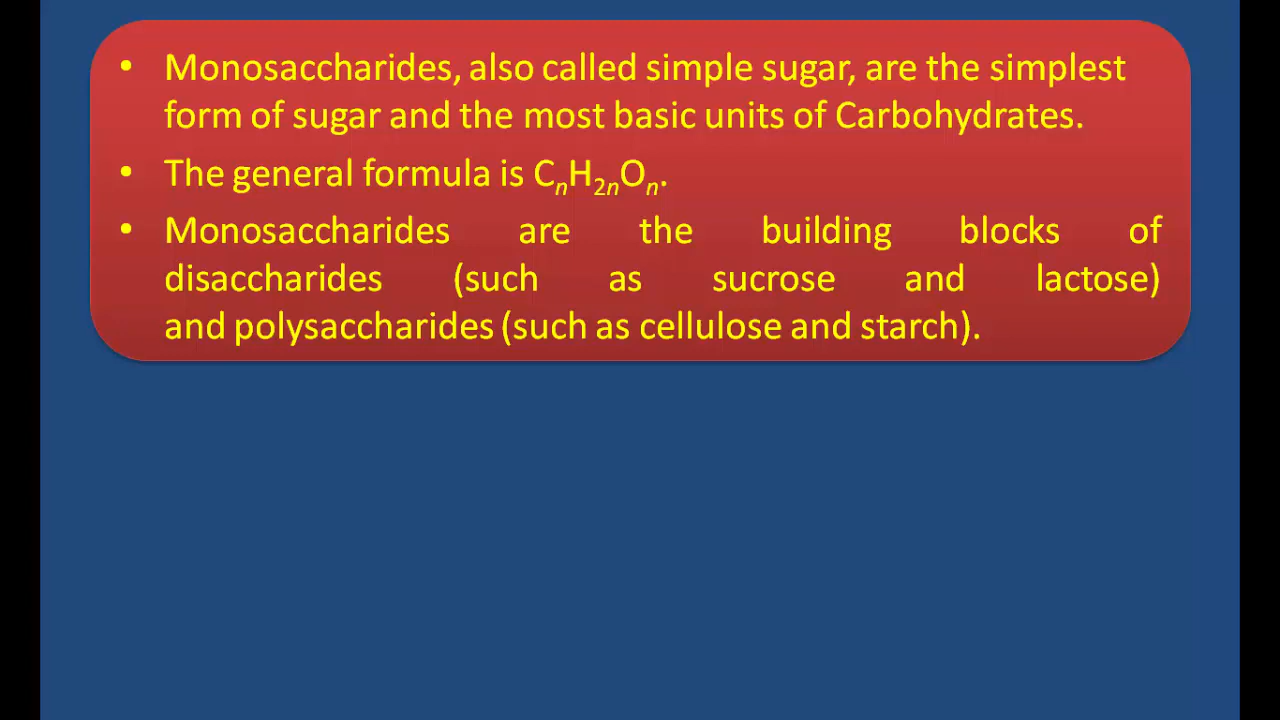 • Monosaccharides, also called simple sugar, are the simplest
form of sugar and the most basic units of Carbohydrates.
• The general formula is CₙH₂ₙOₙ.
• Monosaccharides are the building blocks of
disaccharides (such as sucrose and lactose)
and polysaccharides (such as cellulose and starch).